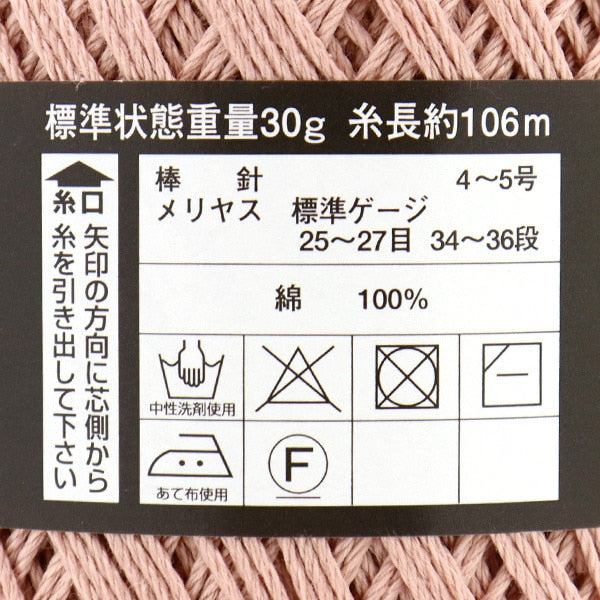 標準状態重量30g 糸長約106m
糸口
矢印の方向に芯側から
糸を引き出して下さい
棒針 4～5号
メリヤス 標準ゲージ
25～27目 34～36段
綿 100%
中性洗剤使用
あて布使用
F